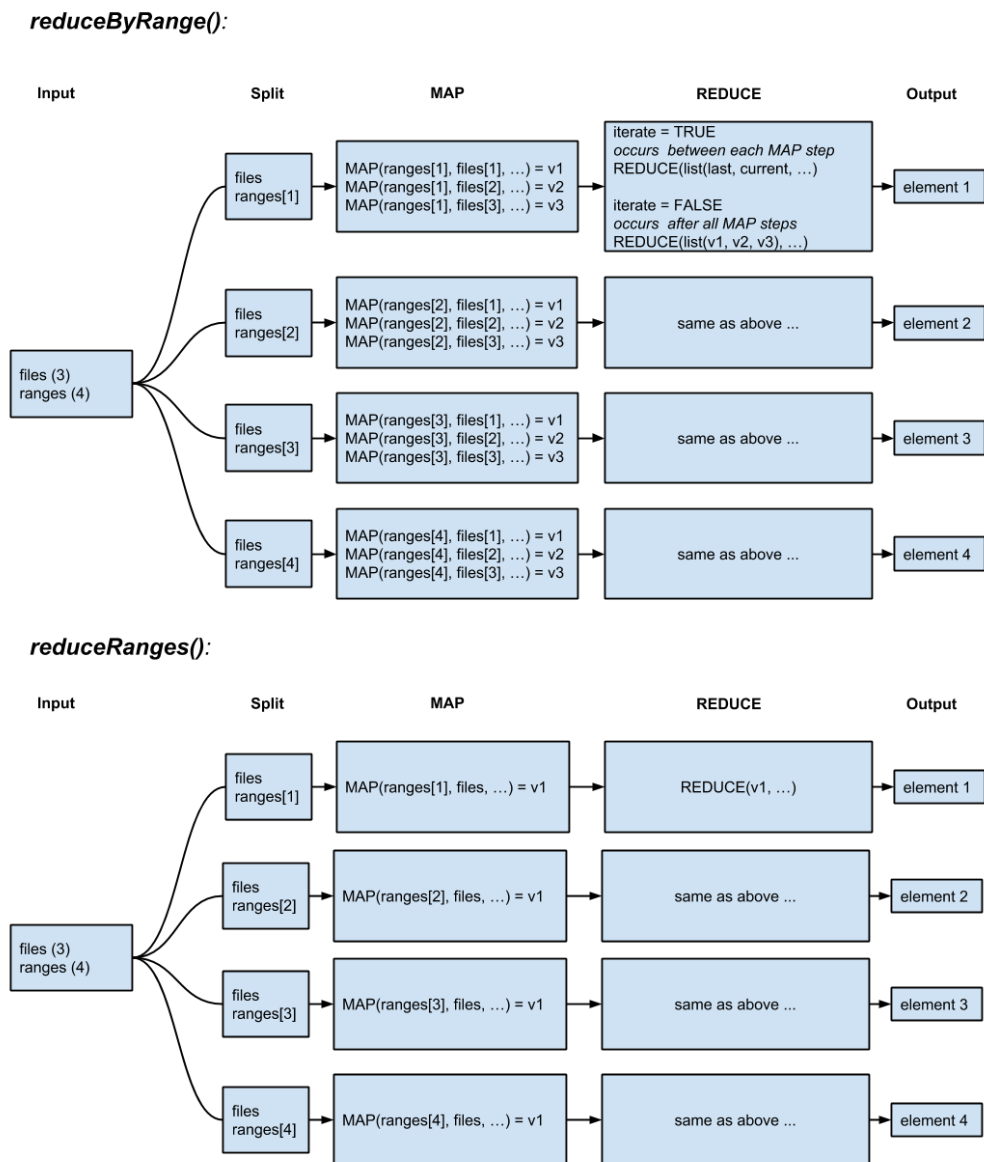 reduceByRange():
Input
Split
MAP
REDUCE
Output
files (3)
ranges (4)
files
ranges[1]
MAP(ranges[1], files[1], …) = v1
MAP(ranges[1], files[2], …) = v2
MAP(ranges[1], files[3], …) = v3
iterate = TRUE
occurs between each MAP step
REDUCE(list(last, current, …)
iterate = FALSE
occurs after all MAP steps
REDUCE(list(v1, v2, v3), …)
element 1
files
ranges[2]
MAP(ranges[2], files[1], …) = v1
MAP(ranges[2], files[2], …) = v2
MAP(ranges[2], files[3], …) = v3
same as above ...
element 2
files
ranges[3]
MAP(ranges[3], files[1], …) = v1
MAP(ranges[3], files[2], …) = v2
MAP(ranges[3], files[3], …) = v3
same as above ...
element 3
files
ranges[4]
MAP(ranges[4], files[1], …) = v1
MAP(ranges[4], files[2], …) = v2
MAP(ranges[4], files[3], …) = v3
same as above ...
element 4
reduceRanges():
Input
Split
MAP
REDUCE
Output
files (3)
ranges (4)
files
ranges[1]
MAP(ranges[1], files, …) = v1
REDUCE(v1, …)
element 1
files
ranges[2]
MAP(ranges[2], files, …) = v1
same as above ...
element 2
files
ranges[3]
MAP(ranges[3], files, …) = v1
same as above ...
element 3
files
ranges[4]
MAP(ranges[4], files, …) = v1
same as above ...
element 4